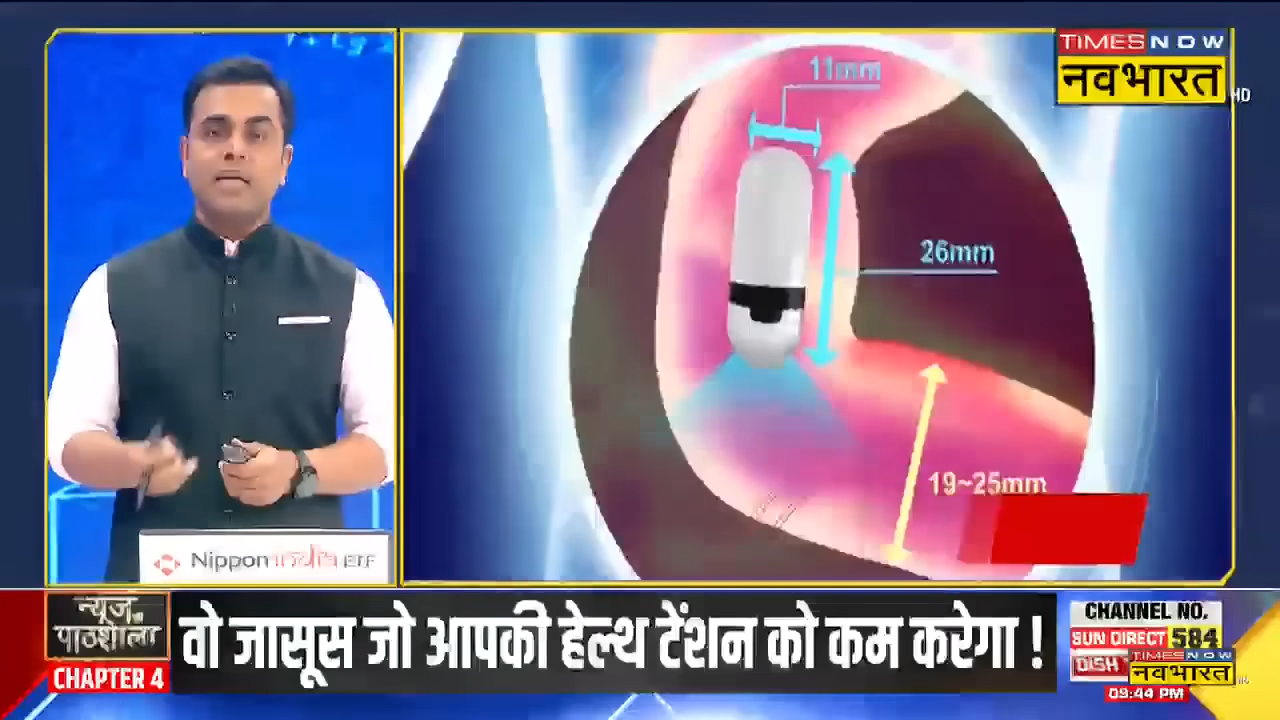 TIMES NOW
नवभारत
HD
11mm
26mm
19~25mm
Nippon india ETF
न्यूज की
पाठशाला
CHAPTER 4
वो जासूस जो आपकी हेल्थ टेंशन को कम करेगा !
CHANNEL NO.
SUN DIRECT 584
DISH
TIMES NOW
नवभारत
09:44 PM